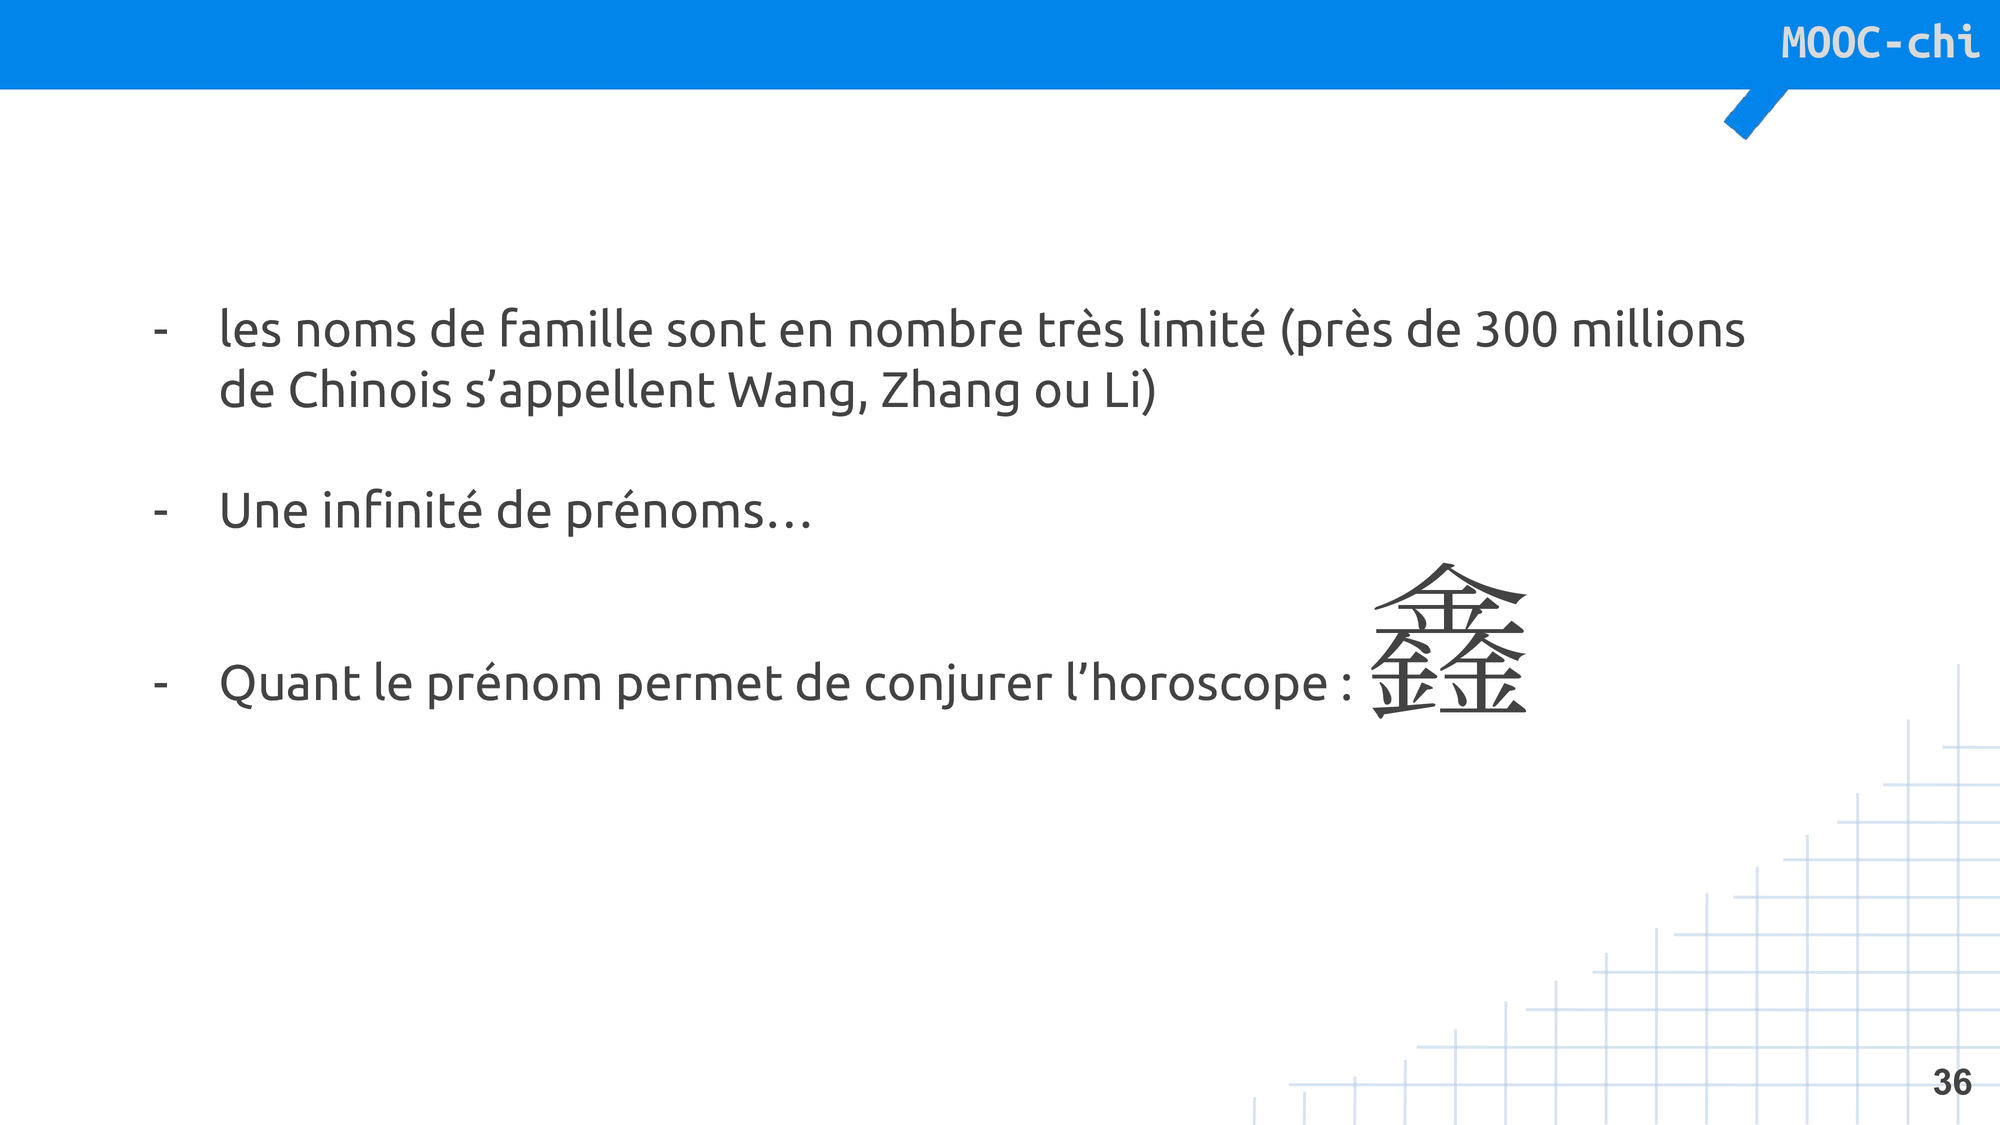 MOOC-chi
- les noms de famille sont en nombre très limité (près de 300 millions
de Chinois s’appellent Wang, Zhang ou Li)
- Une infinité de prénoms…
- Quant le prénom permet de conjurer l’horoscope : 鑫
36